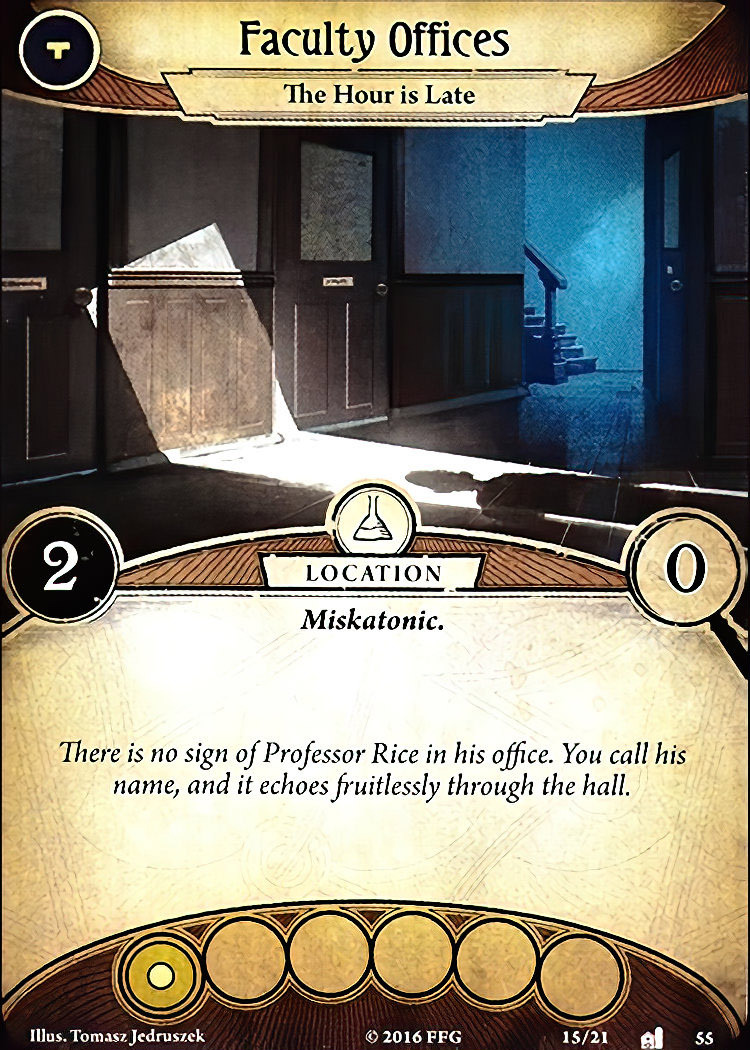 Faculty Offices
The Hour is Late
2
LOCATION
0
Miskatonic.
There is no sign of Professor Rice in his office. You call his
name, and it echoes fruitlessly through the hall.
Illus. Tomasz Jedruszek
© 2016 FFG
15/21
55